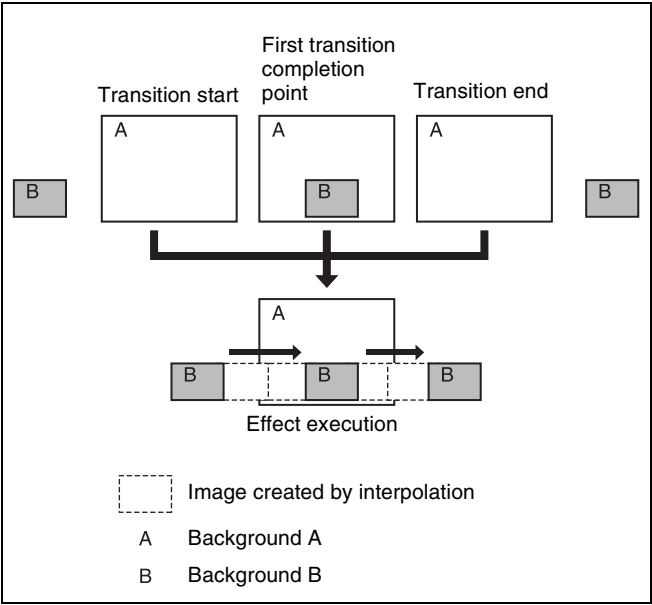 First transition
completion
point
Transition start
Transition end
A
A
A
B
B
B
A
B
B
B
Effect execution
Image created by interpolation
A Background A
B Background B